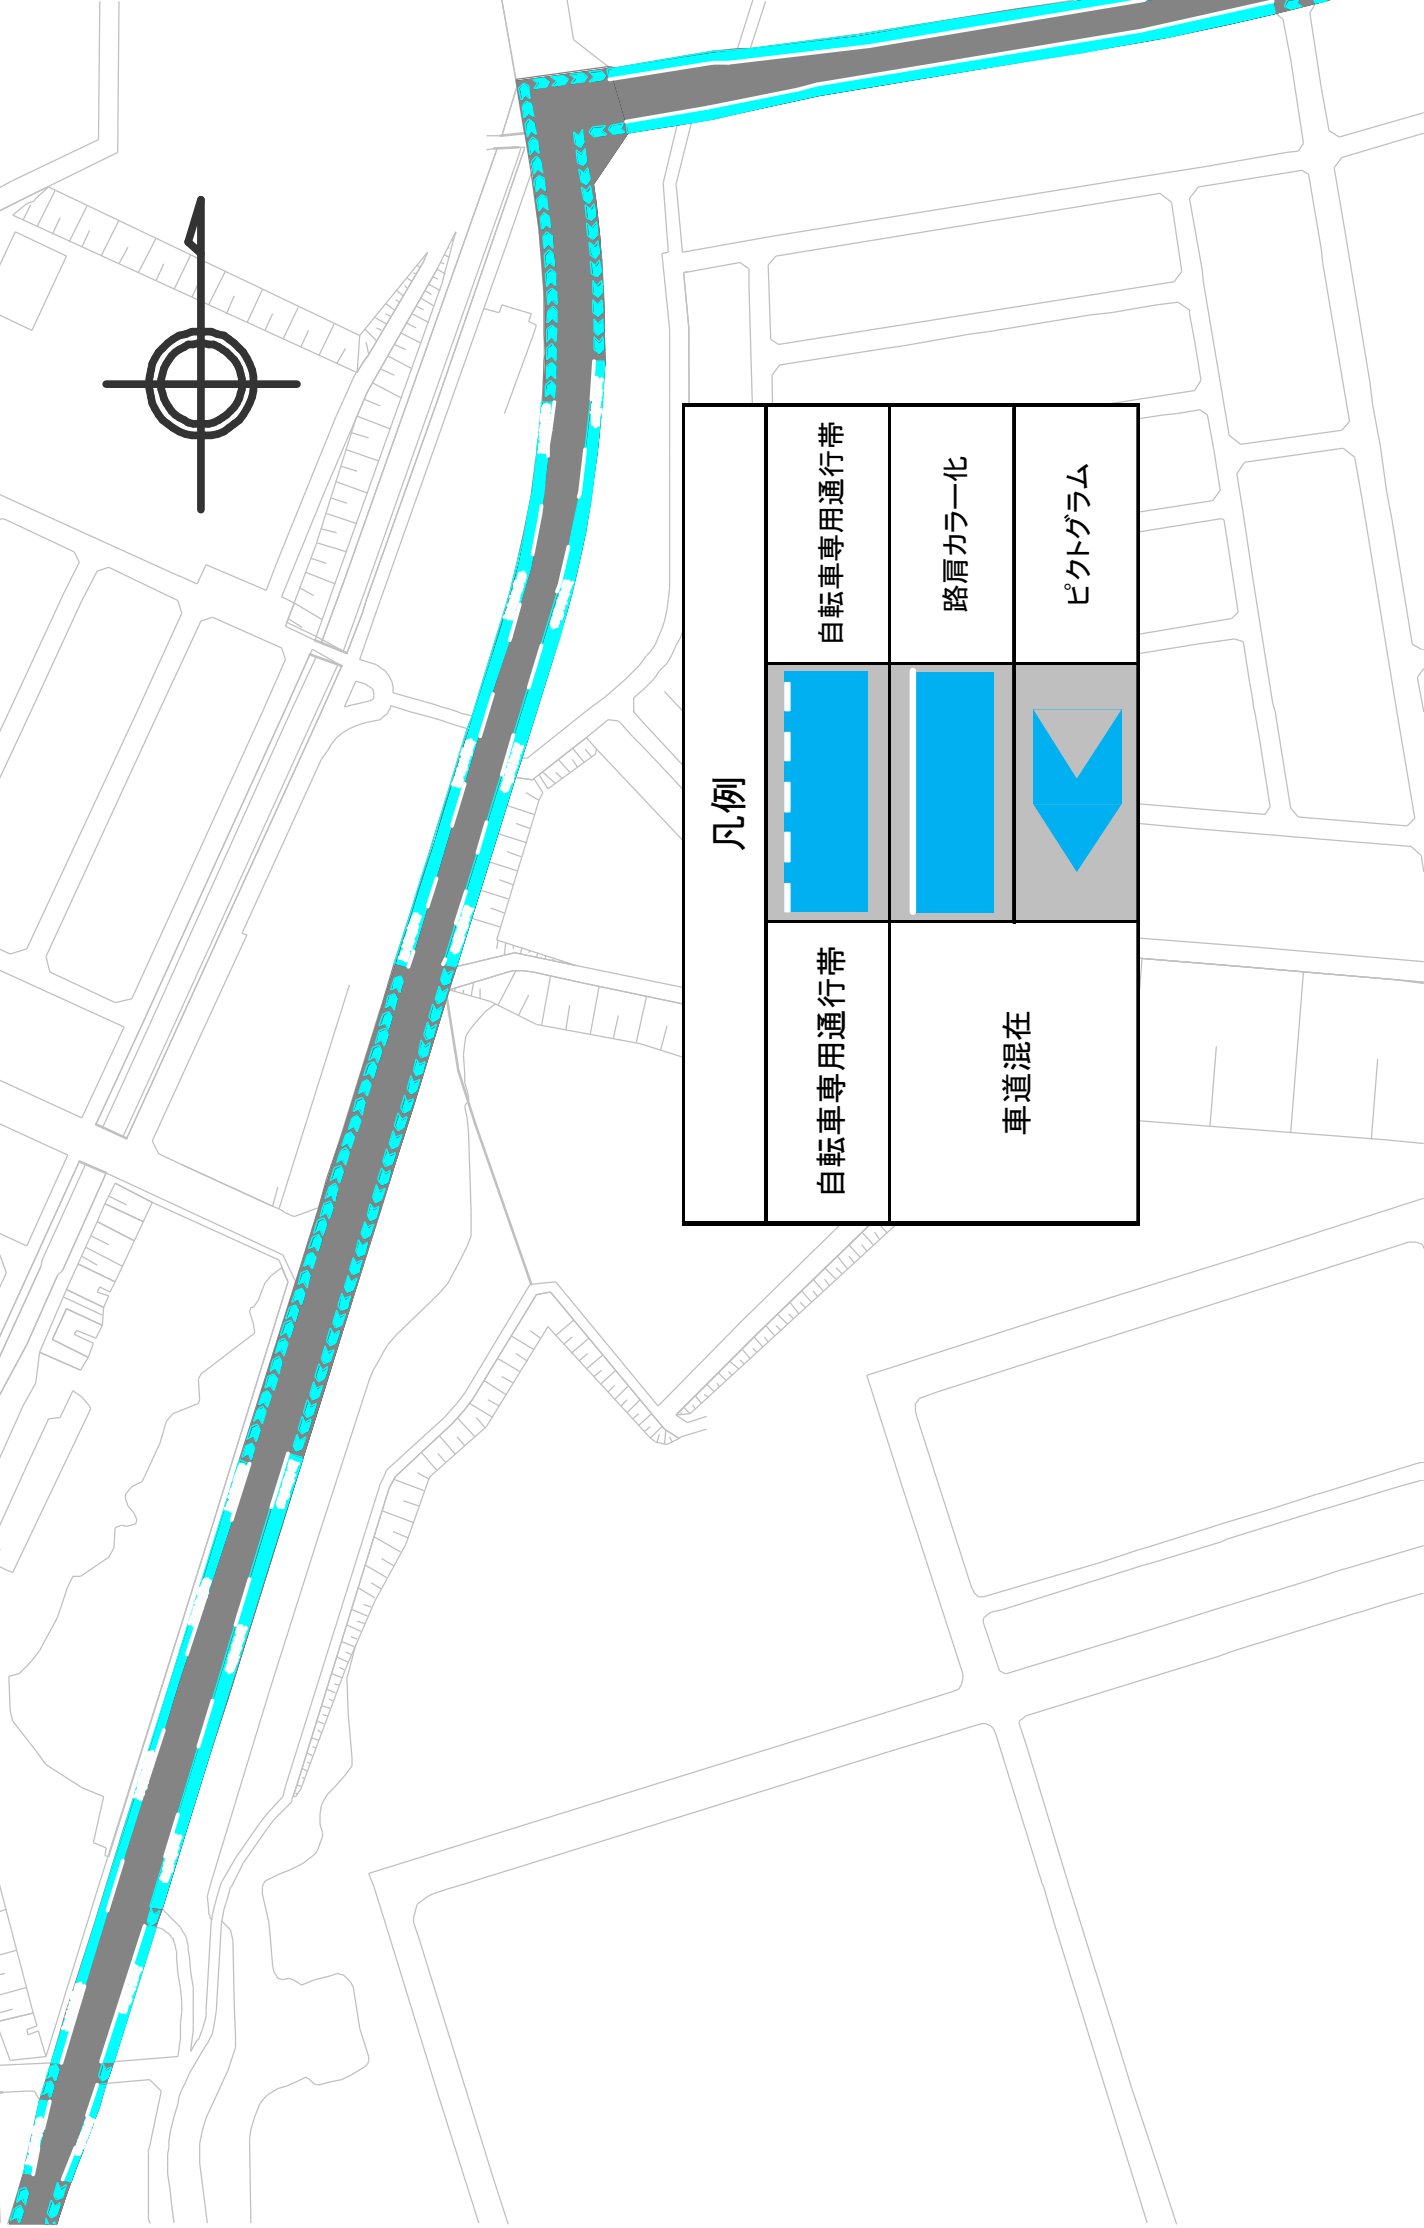 凡例
自転車専用通行帯
自転車専用通行帯
車道混在
路肩カラー化
ピクトグラム